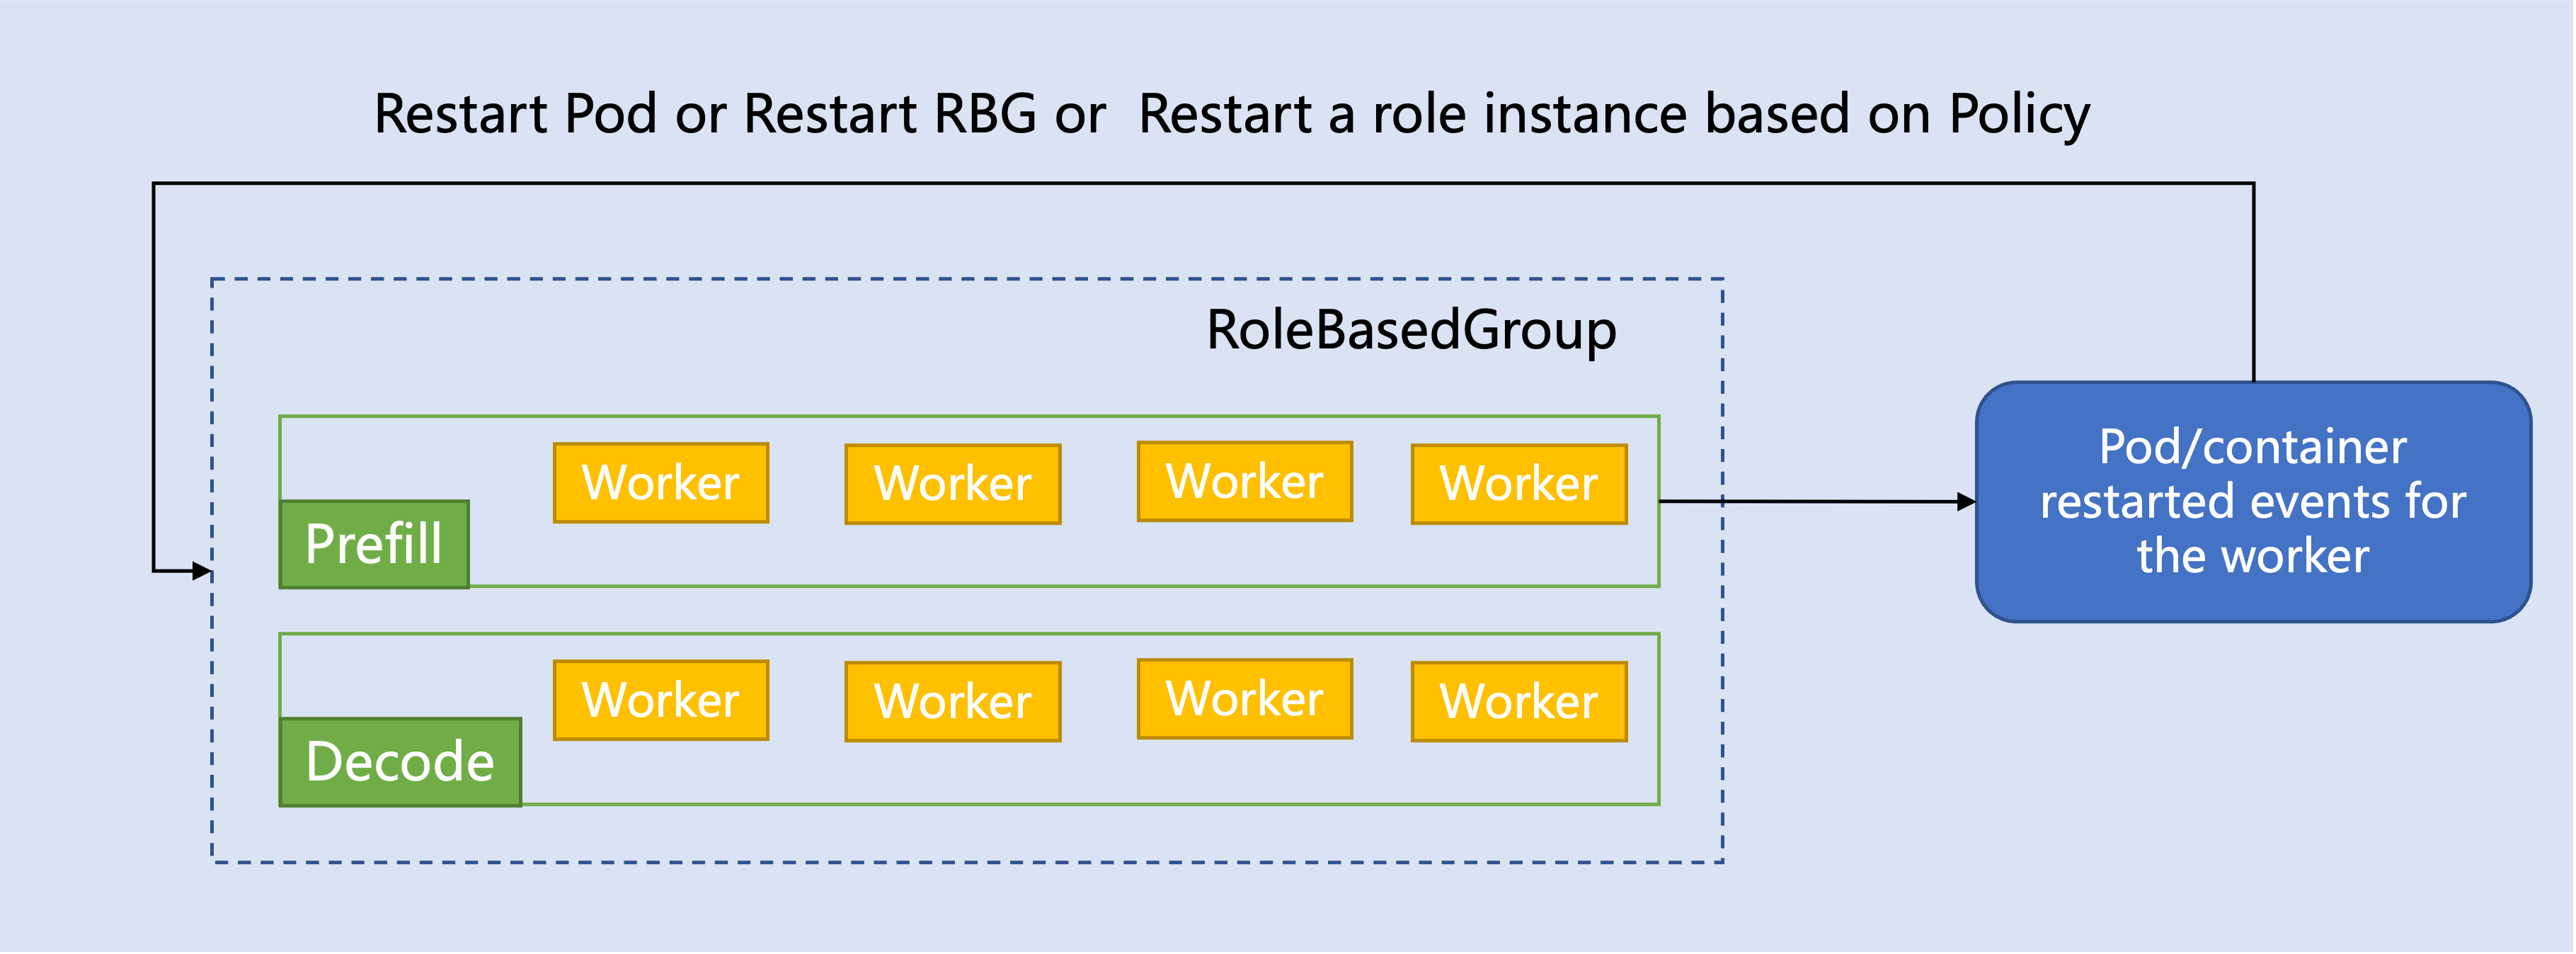 Restart Pod or Restart RBG or  Restart a role instance based on Policy
RoleBasedGroup
Worker
Worker
Worker
Worker
Prefill
Worker
Worker
Worker
Worker
Decode
Pod/container
restarted events for
the worker